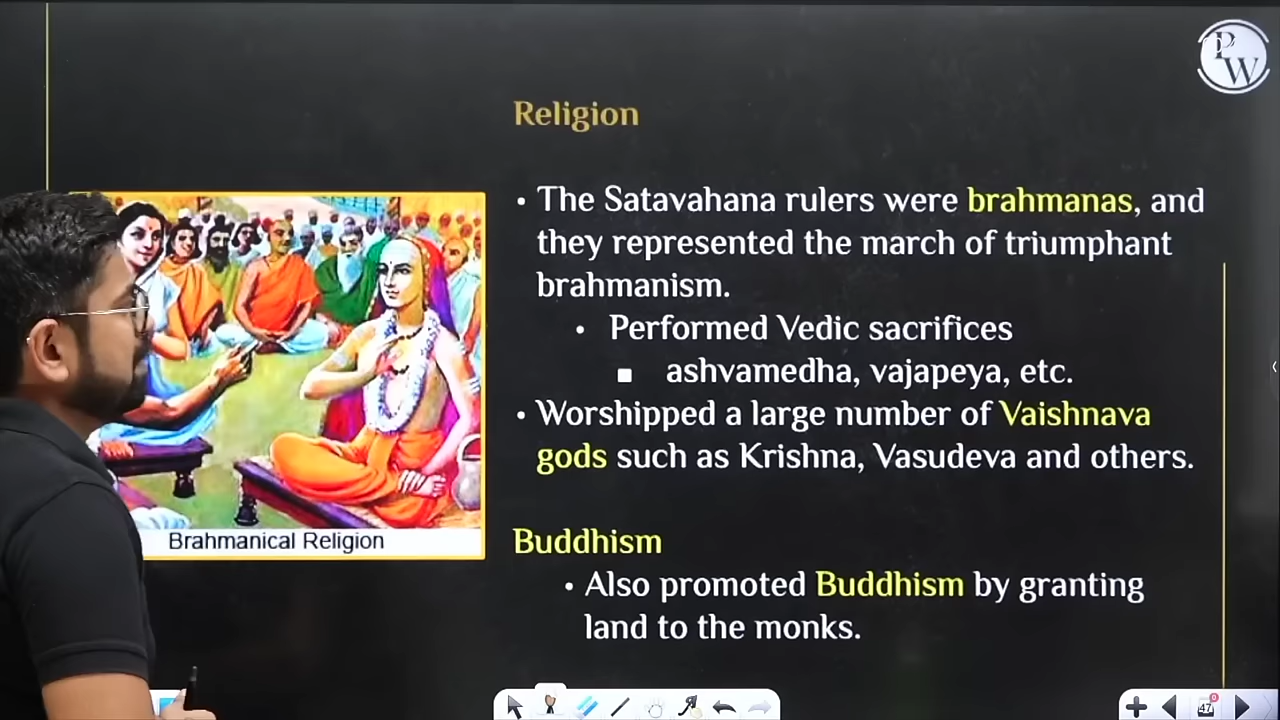 PW
Religion
• The Satavahana rulers were brahmanas, and
they represented the march of triumphant
brahmanism.
• Performed Vedic sacrifices
▪ ashvamedha, vajapeya, etc.
• Worshipped a large number of Vaishnava
gods such as Krishna, Vasudeva and others.
Brahmanical Religion
Buddhism
• Also promoted Buddhism by granting
land to the monks.
47